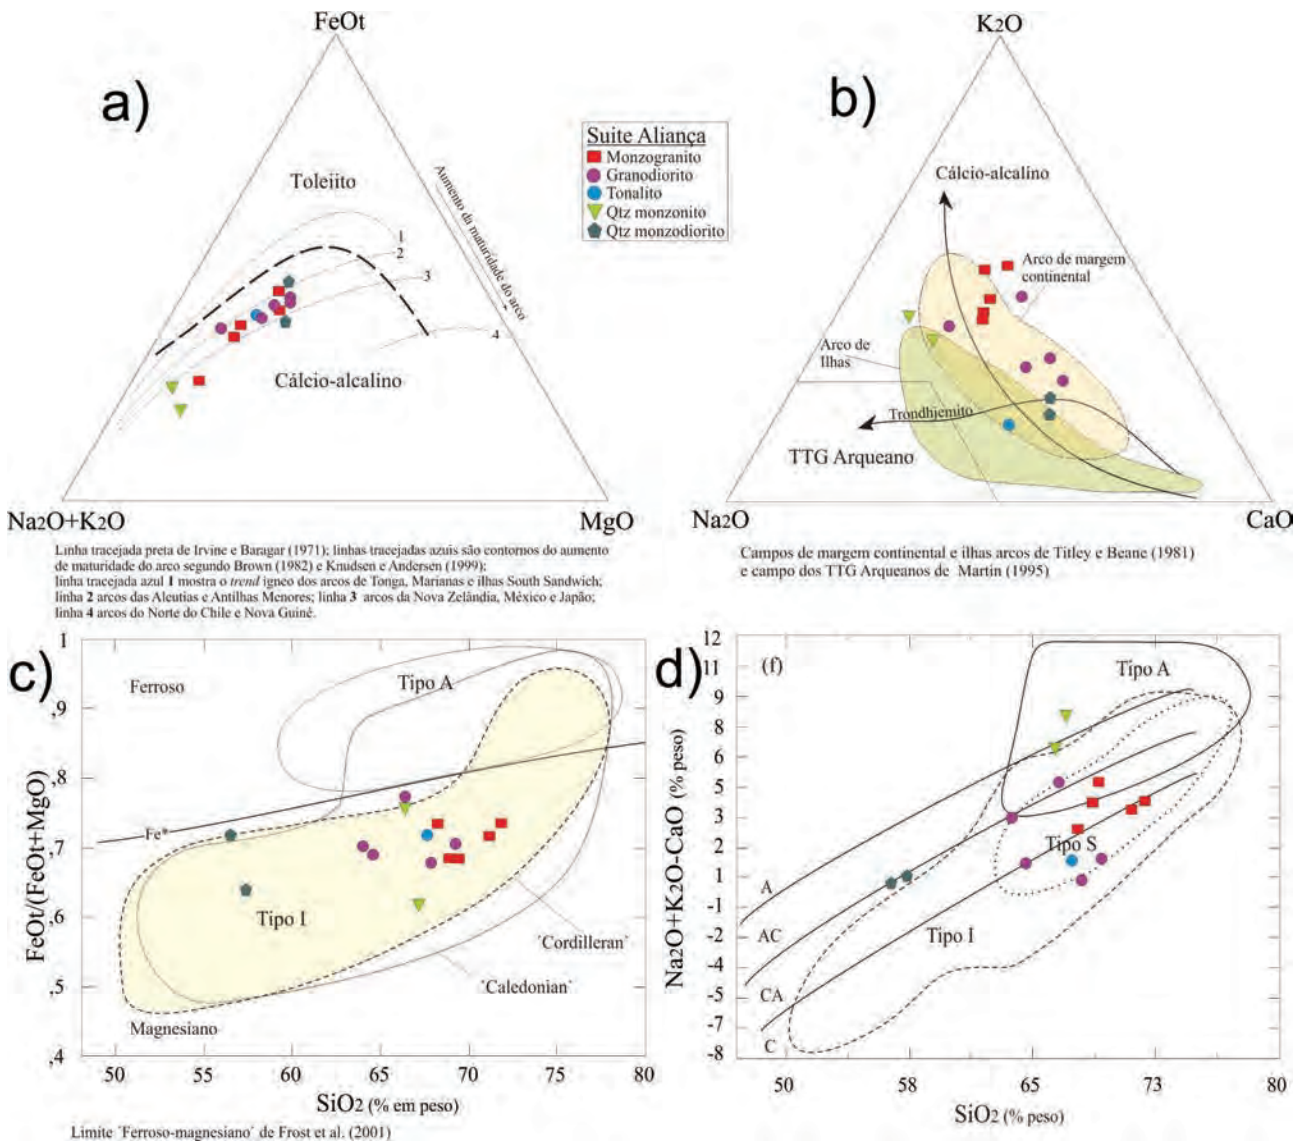 FeOt
a)
Toleiito
Aumento da maturidade do arco
1
2
3
4
Cálcio-alcalino
Na2O+K2O
MgO
Suite Aliança
Monzogranito
Granodiorito
Tonalito
Qtz monzonito
Qtz monzodiorito
K2O
b)
Cálcio-alcalino
Arco de margem
continental
Arco de
Ilhas
Trondhjemito
TTG Arqueano
Na2O
CaO
Linha tracejada preta de Irvine e Baragar (1971); linhas tracejadas azuis são contornos do aumento
de maturidade do arco segundo Brown (1982) e Knudsen e Andersen (1999);
linha tracejada azul 1 mostra o trend igneo dos arcos de Tonga, Marianas e ilhas South Sandwich;
linha 2 arcos das Aleutias e Antilhas Menores; linha 3 arcos da Nova Zelândia, México e Japão;
linha 4 arcos do Norte do Chile e Nova Guiné.
Campos de margem continental e ilhas arcos de Titley e Beane (1981)
e campo dos TTG Arqueanos de Martin (1995)
c)
1
,9
,8
,7
,6
,5
,4
FeOt/(FeOt+MgO)
Ferroso
Tipo A
Fe*
Tipo I
Magnesiano
'Cordilleran'
'Caledonian'
50
55
60
65
70
75
80
SiO2 (% em peso)
Limite 'Ferroso-magnesiano' de Frost et al. (2001)
d)
(f)
12
11
9
8
6
5
3
2
1
-1
-2
-4
-5
-7
-8
Na2O+K2O-CaO (% peso)
Tipo A
Tipo S
Tipo I
A
AC
CA
C
50
58
65
73
80
SiO2 (% peso)